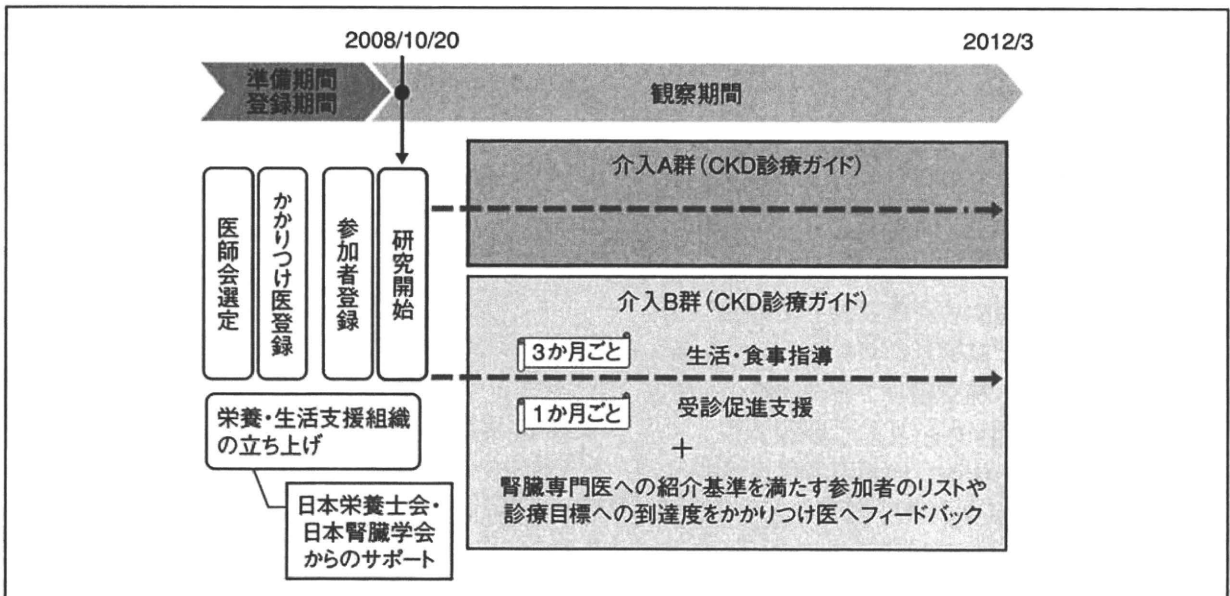 2008/10/20
2012/3
準備期間
登録期間
観察期間
医師会選定
かかりつけ医登録
参加者登録
研究開始
介入A群(CKD診療ガイド)
介入B群(CKD診療ガイド)
3か月ごと
生活・食事指導
1か月ごと
受診促進支援
+
腎臓専門医への紹介基準を満たす参加者のリストや
診療目標への到達度をかかりつけ医へフィードバック
栄養・生活支援組織
の立ち上げ
日本栄養士会・
日本腎臓学会
からのサポート